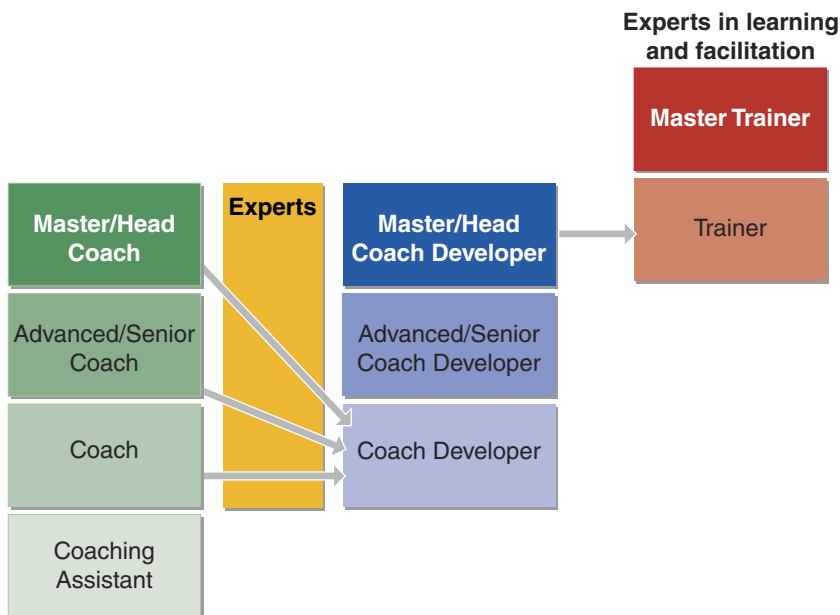 Experts in learning
and facilitation
Master Trainer
Trainer
Master/Head
Coach
Experts
Master/Head
Coach Developer
Advanced/Senior
Coach
Advanced/Senior
Coach Developer
Coach
Coach Developer
Coaching
Assistant